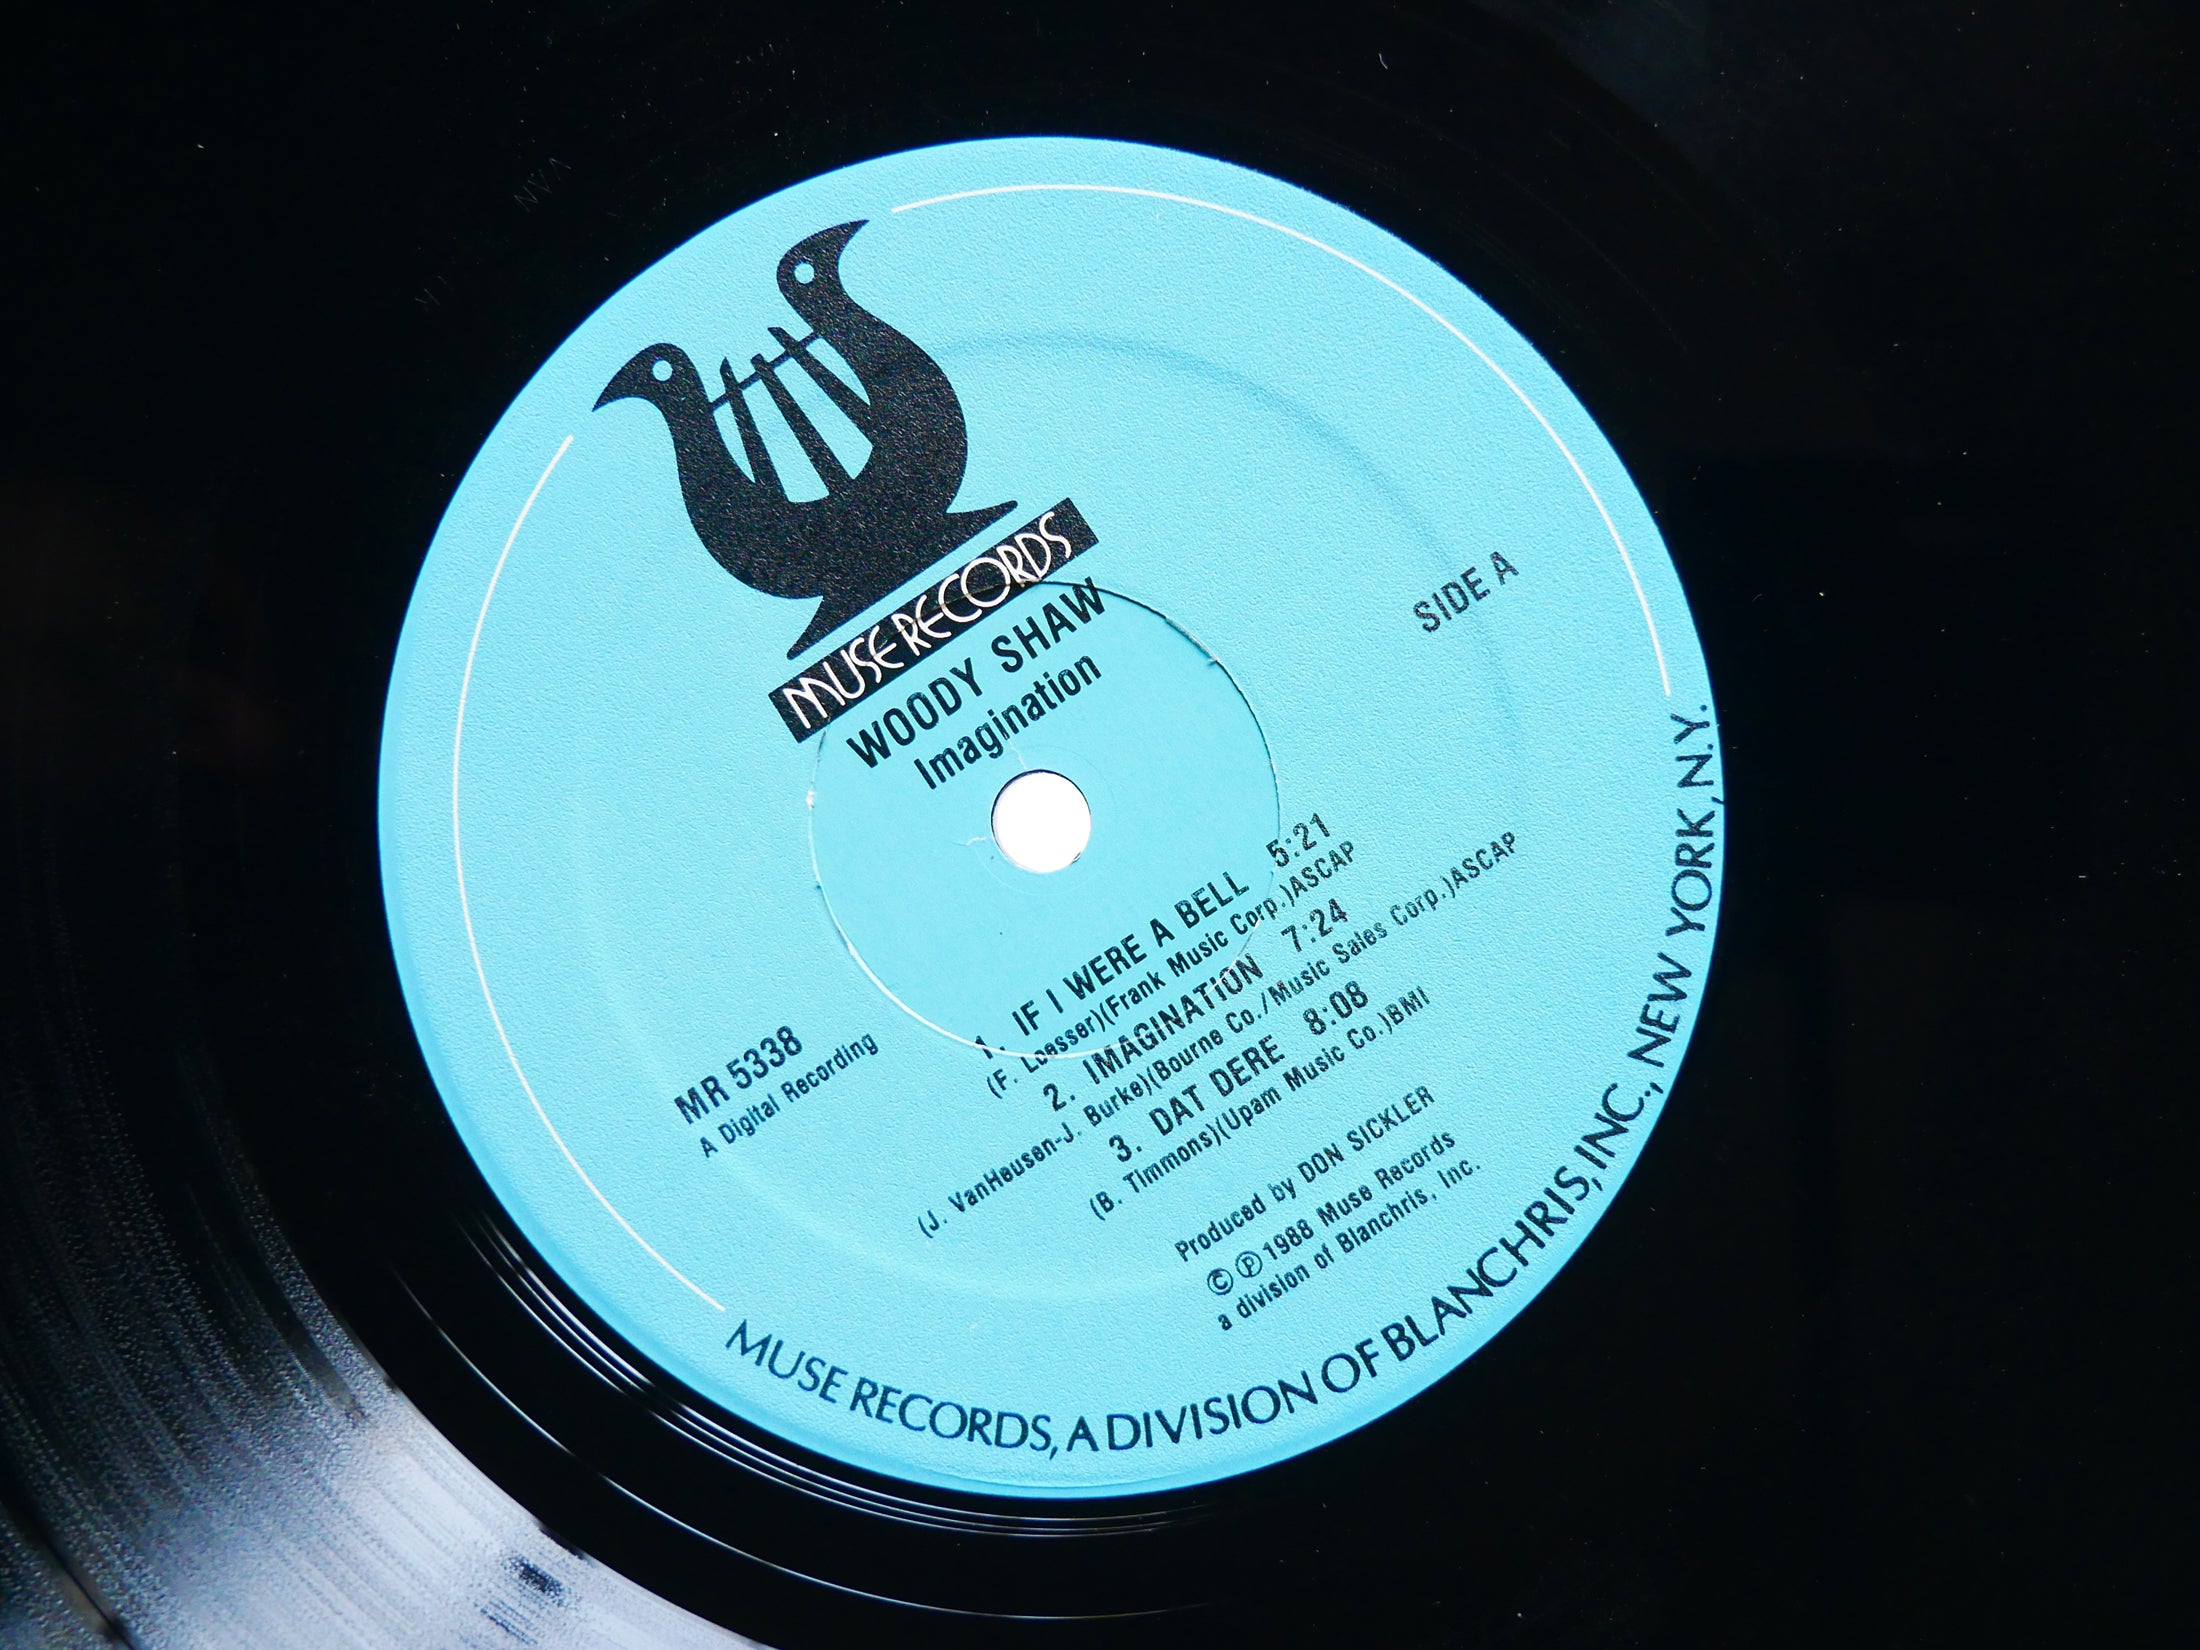 MUSE RECORDS
WOODY SHAW
Imagination
SIDE A
MR 5338
A Digital Recording
1. IF I WERE A BELL 5:21
(F. Loesser)(Frank Music Corp.)ASCAP
2. IMAGINATION 7:24
(J. VanHeusen-J. Burke)(Bourne Co./Music Sales Corp.)ASCAP
3. DAT DERE 8:08
(B. Timmons)(Upam Music Co.)BMI
Produced by DON SICKLER
© ℗ 1988 Muse Records
a division of Blanchris, Inc.
MUSE RECORDS, A DIVISION OF BLANCHRIS, INC., NEW YORK, N.Y.